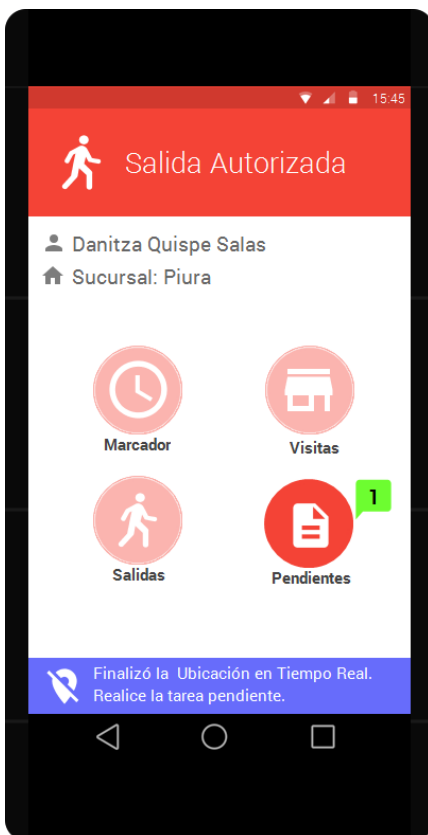 15:45
Salida Autorizada
Danitza Quispe Salas
Sucursal: Piura
Marcador
Visitas
1
Salidas
Pendientes
Finalizó la Ubicación en Tiempo Real.
Realice la tarea pendiente.